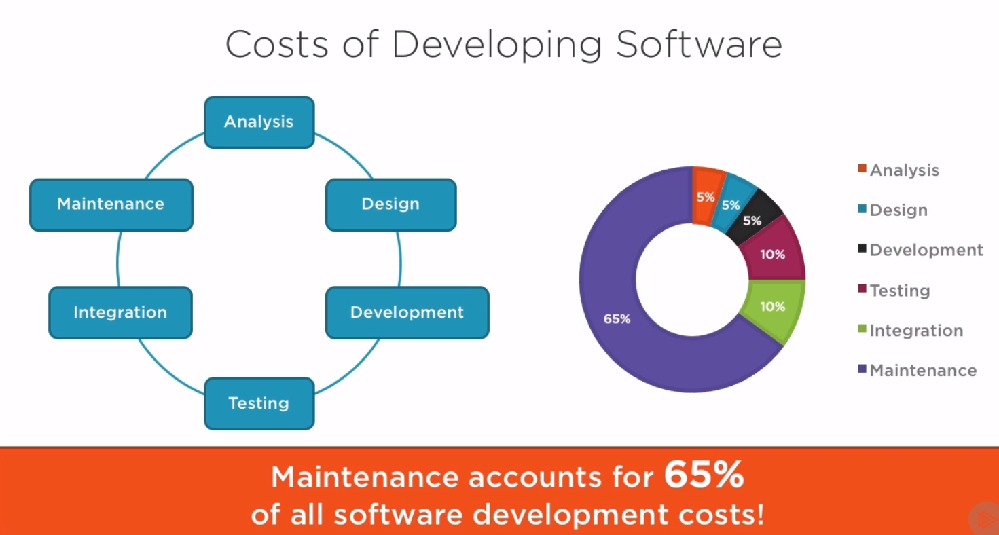 Costs of Developing Software
Analysis
Maintenance
Design
Integration
Development
Testing
5%
5%
5%
10%
10%
65%
Analysis
Design
Development
Testing
Integration
Maintenance
Maintenance accounts for 65%
of all software development costs!